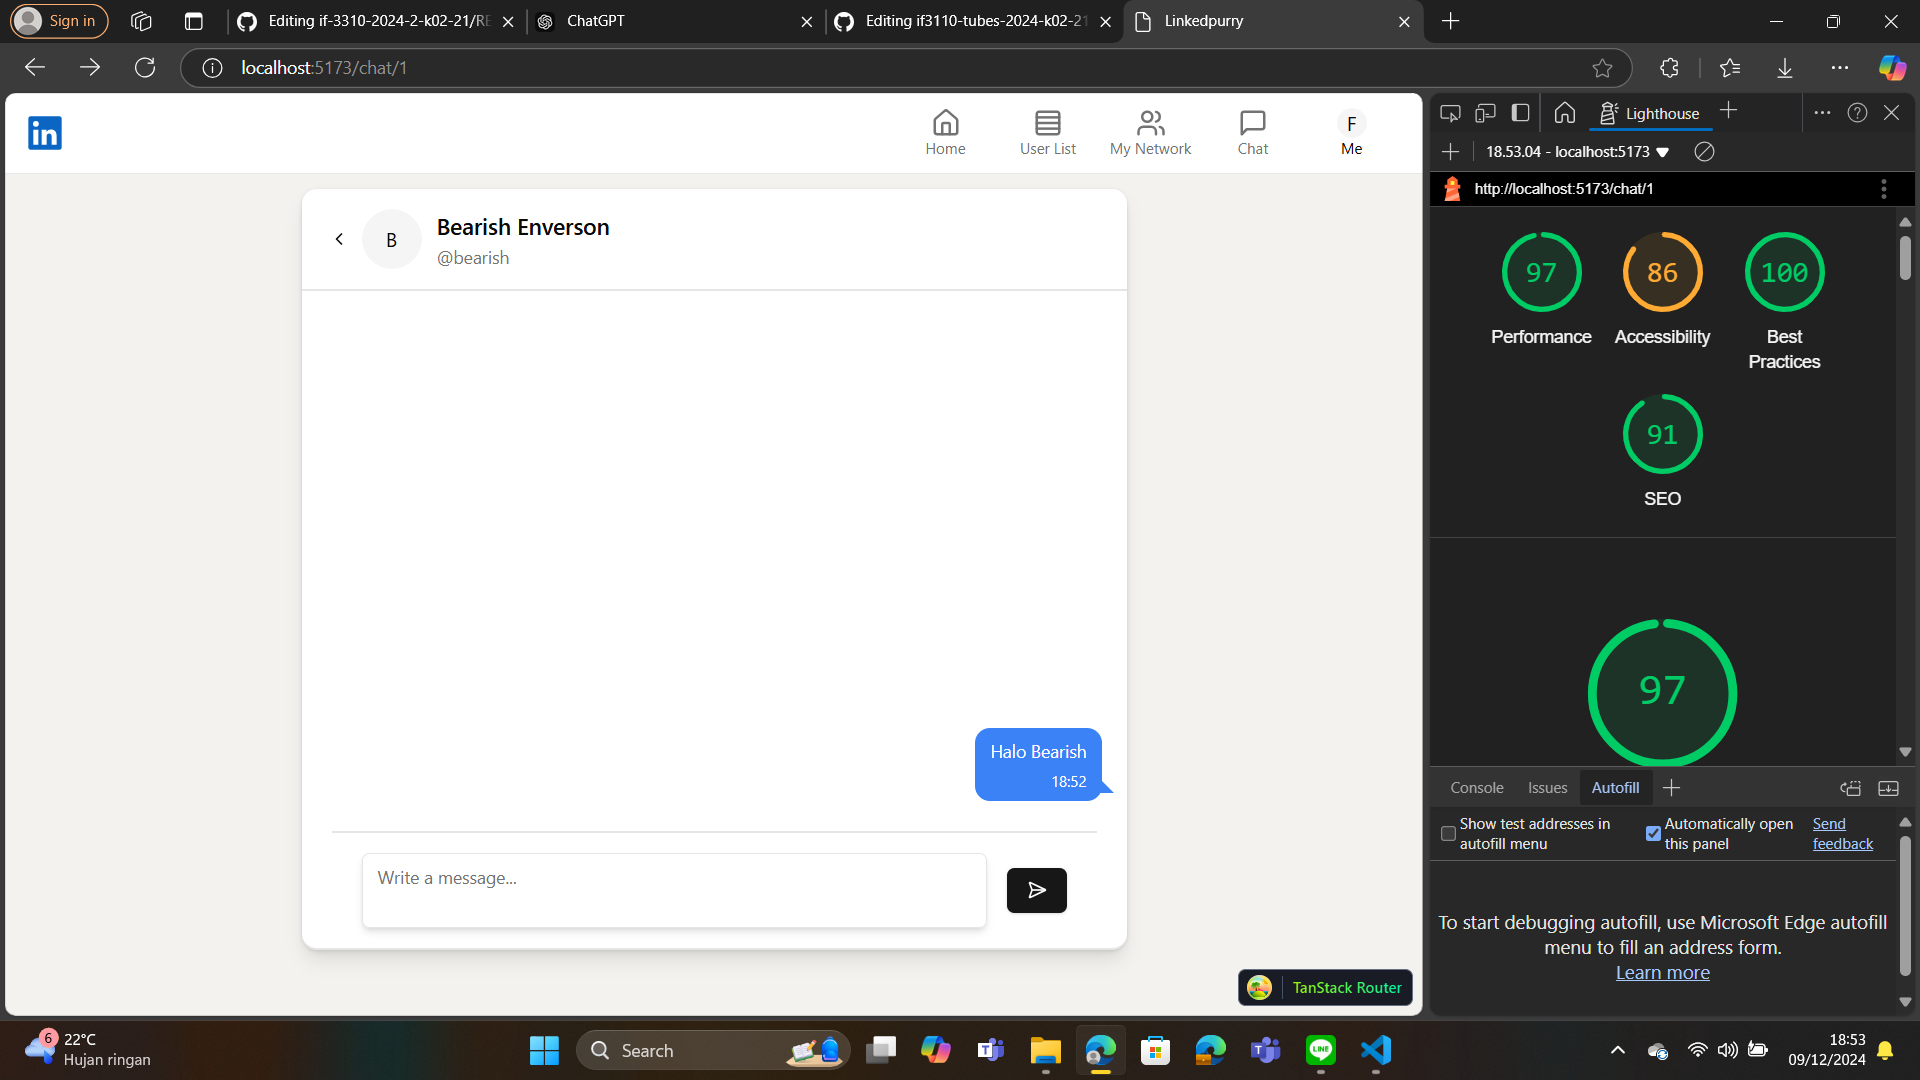 Sign in
Editing if-3310-2024-2-k02-21/RE
ChatGPT
Editing if3110-tubes-2024-k02-21
Linkedpurry
localhost:5173/chat/1
in
Home
User List
My Network
Chat
F
Me
B
Bearish Enverson
@bearish
Halo Bearish
18:52
Write a message...
TanStack Router
Lighthouse
18.53.04 - localhost:5173
http://localhost:5173/chat/1
97
86
100
Performance
Accessibility
Best
Practices
91
SEO
97
Console
Issues
Autofill
Show test addresses in
autofill menu
Automatically open
this panel
Send
feedback
To start debugging autofill, use Microsoft Edge autofill
menu to fill an address form.
Learn more
6
22°C
Hujan ringan
Search
LINE
18:53
09/12/2024